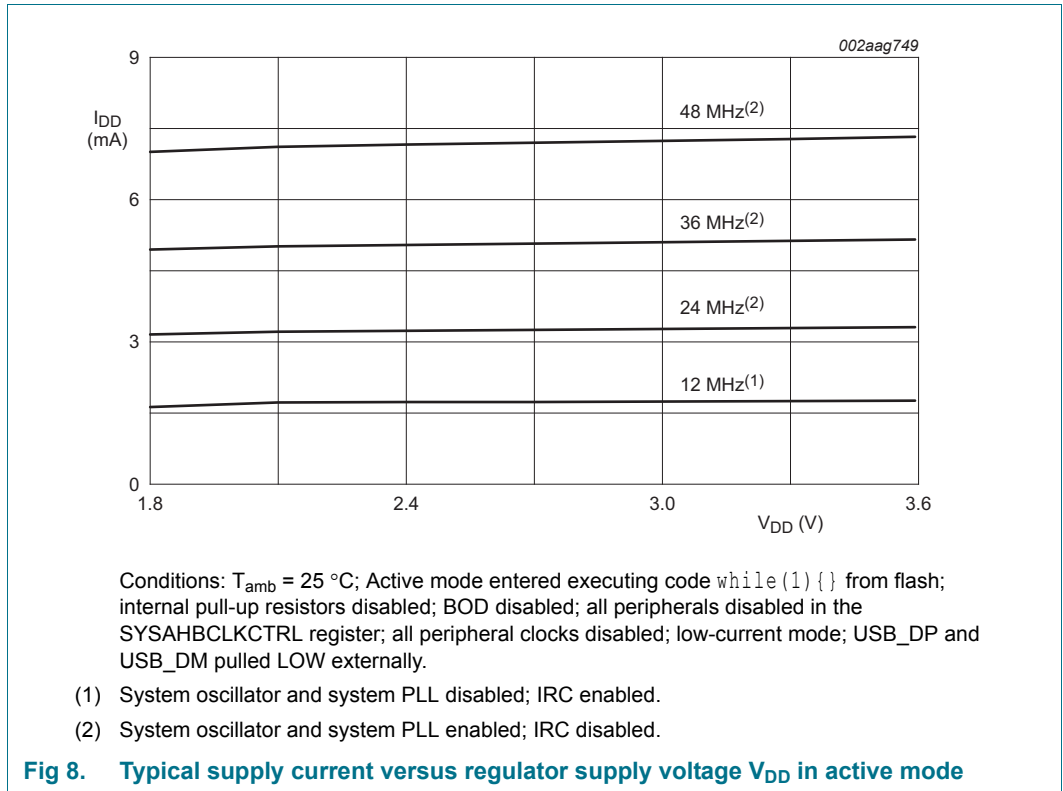 002aag749
9
I_DD
(mA)
48 MHz(2)
6
36 MHz(2)
24 MHz(2)
3
12 MHz(1)
0
1.8 2.4 3.0 3.6
V_DD (V)
Conditions: T_amb = 25 °C; Active mode entered executing code while(1){} from flash;
internal pull-up resistors disabled; BOD disabled; all peripherals disabled in the
SYSAHBCLKCTRL register; all peripheral clocks disabled; low-current mode; USB_DP and
USB_DM pulled LOW externally.
(1) System oscillator and system PLL disabled; IRC enabled.
(2) System oscillator and system PLL enabled; IRC disabled.
Fig 8. Typical supply current versus regulator supply voltage V_DD in active mode